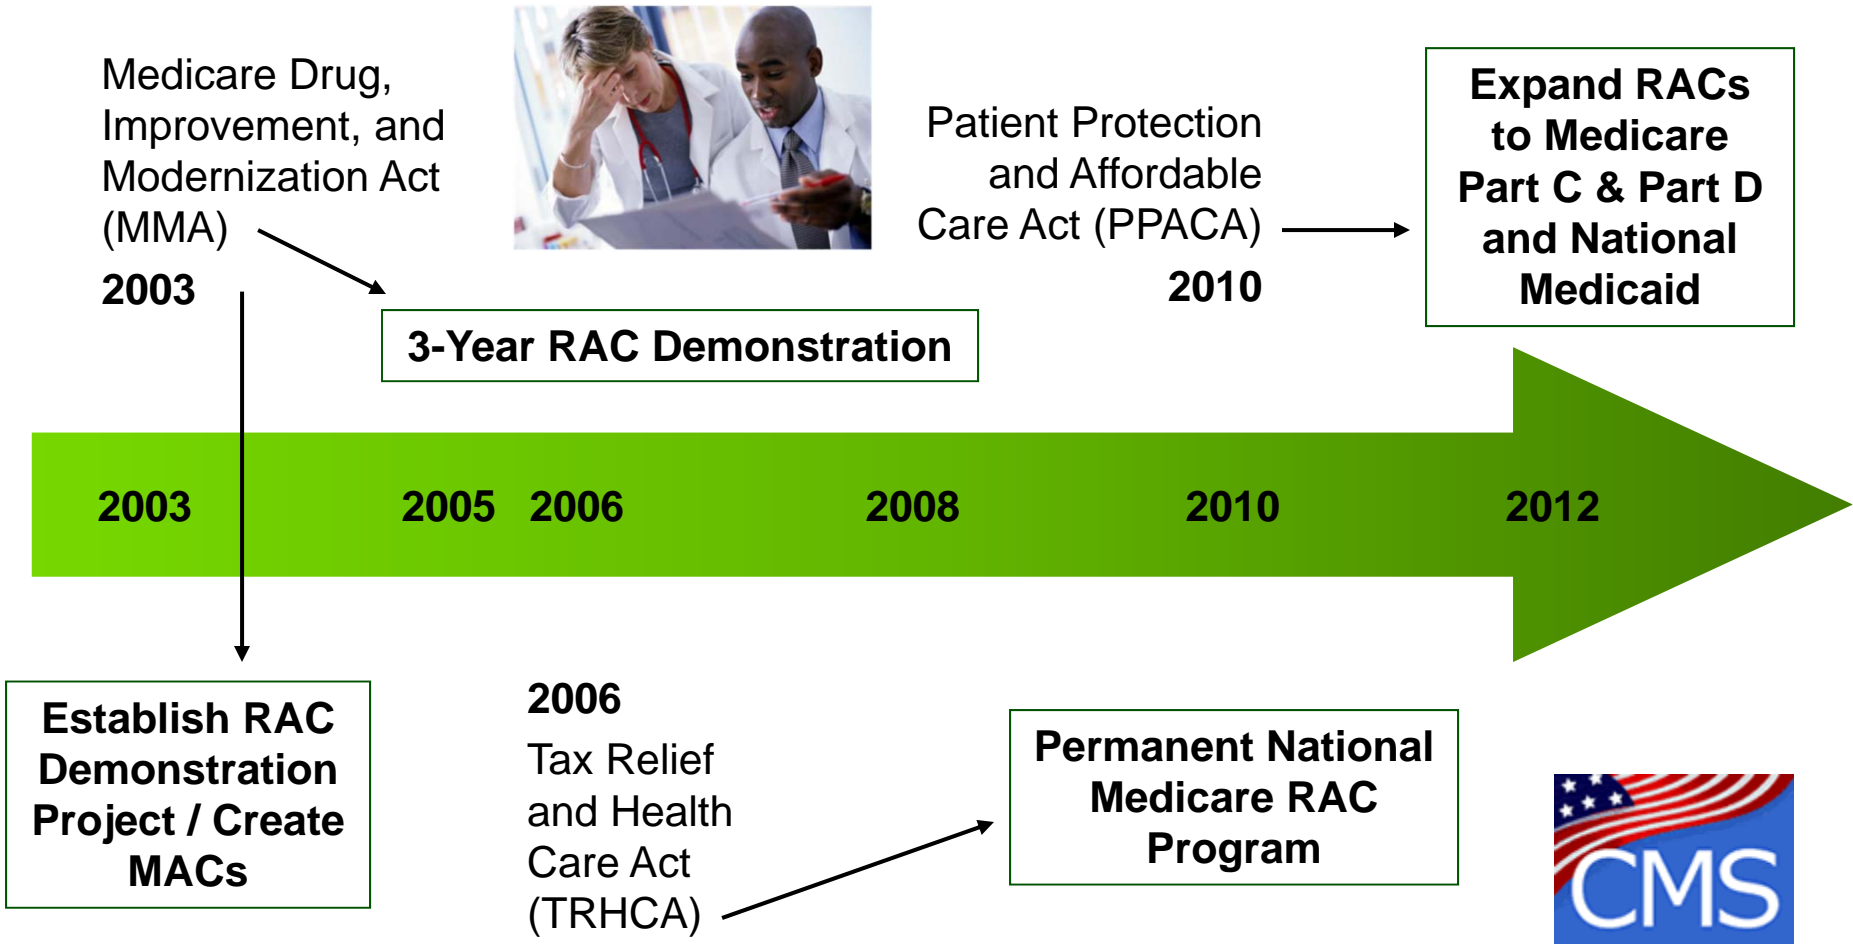 Medicare Drug,
Improvement, and
Modernization Act
(MMA)
2003
3-Year RAC Demonstration
Patient Protection
and Affordable
Care Act (PPACA)
2010
Expand RACs
to Medicare
Part C & Part D
and National
Medicaid
2003 2005 2006 2008 2010 2012
Establish RAC
Demonstration
Project / Create
MACs
2006
Tax Relief
and Health
Care Act
(TRHCA)
Permanent National
Medicare RAC
Program
CMS